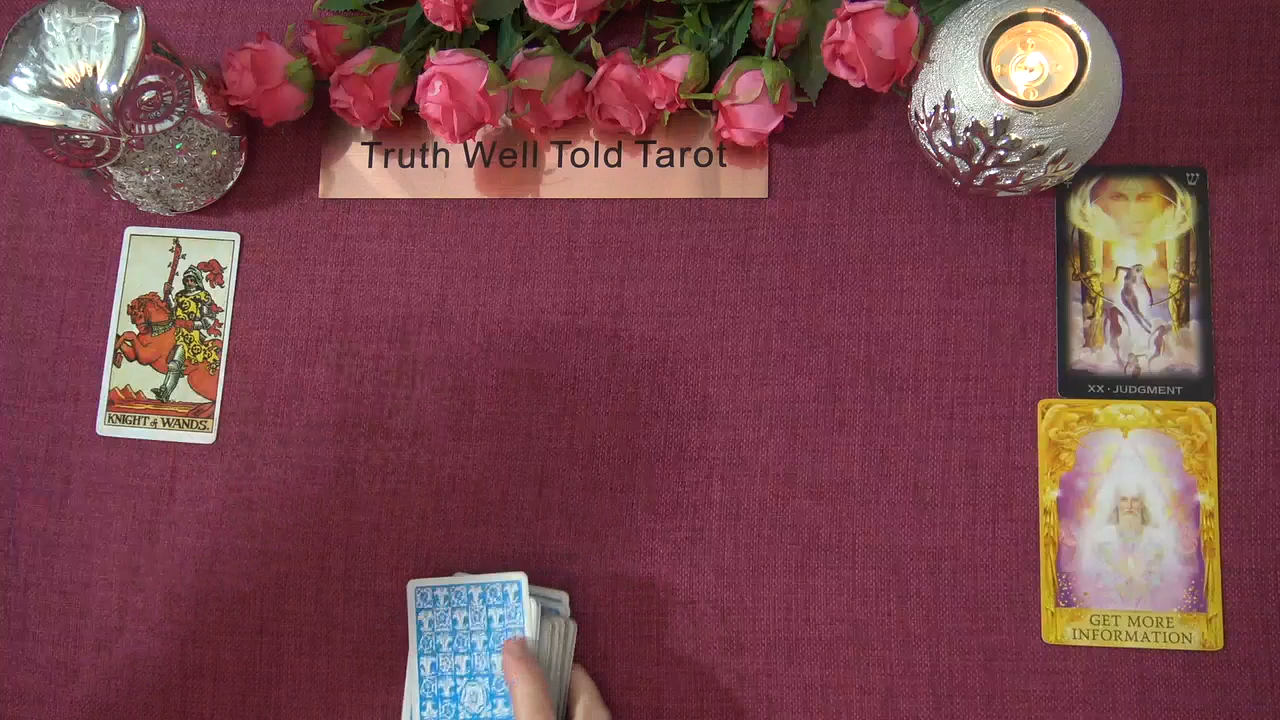 Truth Well Told Tarot
KNIGHT of WANDS.
ש
XX · JUDGMENT
GET MORE
INFORMATION